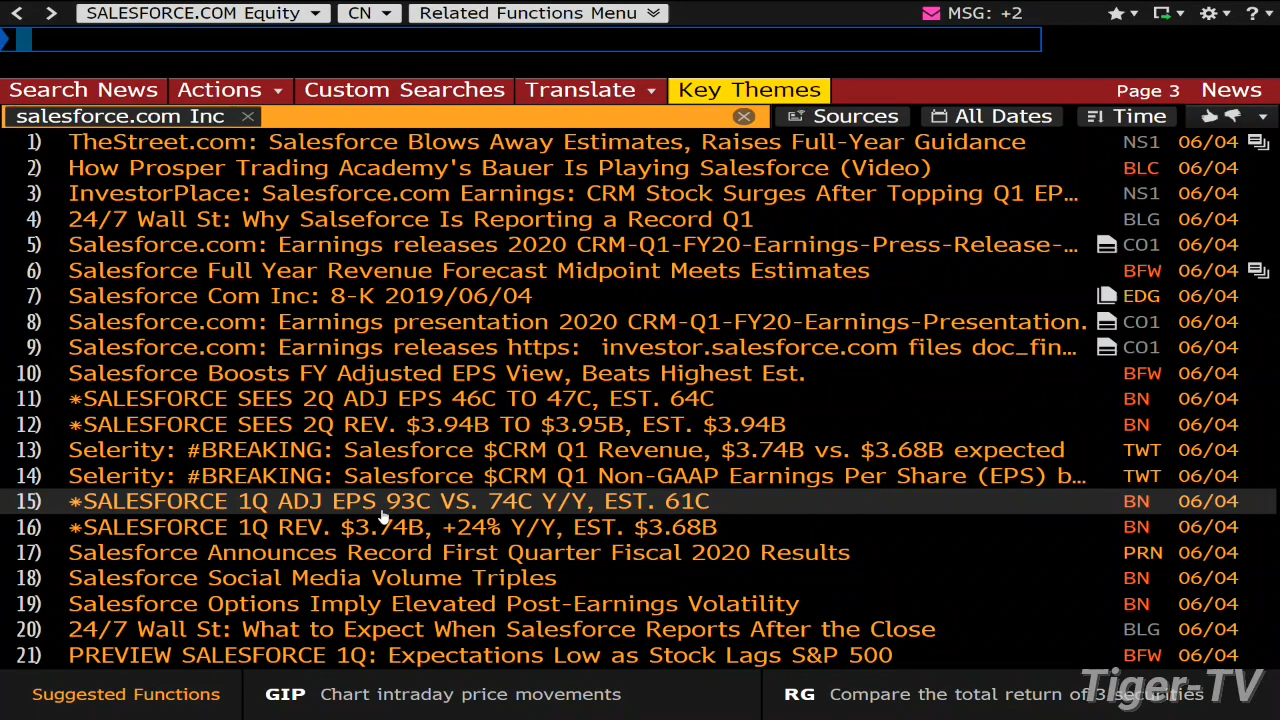 SALESFORCE.COM Equity CN Related Functions Menu MSG: +2 ?
Search News Actions Custom Searches Translate Key Themes Page 3 News
salesforce.com Inc Sources All Dates Time
1) TheStreet.com: Salesforce Blows Away Estimates, Raises Full-Year Guidance NS1 06/04
2) How Prosper Trading Academy's Bauer Is Playing Salesforce (Video) BLC 06/04
3) InvestorPlace: Salesforce.com Earnings: CRM Stock Surges After Topping Q1 EP... NS1 06/04
4) 24/7 Wall St: Why Salseforce Is Reporting a Record Q1 BLG 06/04
5) Salesforce.com: Earnings releases 2020 CRM-Q1-FY20-Earnings-Press-Release-... CO1 06/04
6) Salesforce Full Year Revenue Forecast Midpoint Meets Estimates BFW 06/04
7) Salesforce Com Inc: 8-K 2019/06/04 EDG 06/04
8) Salesforce.com: Earnings presentation 2020 CRM-Q1-FY20-Earnings-Presentation. CO1 06/04
9) Salesforce.com: Earnings releases https: investor.salesforce.com files doc_fin... CO1 06/04
10) Salesforce Boosts FY Adjusted EPS View, Beats Highest Est. BFW 06/04
11) *SALESFORCE SEES 2Q ADJ EPS 46C TO 47C, EST. 64C BN 06/04
12) *SALESFORCE SEES 2Q REV. $3.94B TO $3.95B, EST. $3.94B BN 06/04
13) Selerity: #BREAKING: Salesforce $CRM Q1 Revenue, $3.74B vs. $3.68B expected TWT 06/04
14) Selerity: #BREAKING: Salesforce $CRM Q1 Non-GAAP Earnings Per Share (EPS) b... TWT 06/04
15) *SALESFORCE 1Q ADJ EPS 93C VS. 74C Y/Y, EST. 61C BN 06/04
16) *SALESFORCE 1Q REV. $3.74B, +24% Y/Y, EST. $3.68B BN 06/04
17) Salesforce Announces Record First Quarter Fiscal 2020 Results PRN 06/04
18) Salesforce Social Media Volume Triples BN 06/04
19) Salesforce Options Imply Elevated Post-Earnings Volatility BN 06/04
20) 24/7 Wall St: What to Expect When Salesforce Reports After the Close BLG 06/04
21) PREVIEW SALESFORCE 1Q: Expectations Low as Stock Lags S&P 500 BFW 06/04
Suggested Functions GIP Chart intraday price movements RG Compare the total return of 3 securities
Tiger-TV